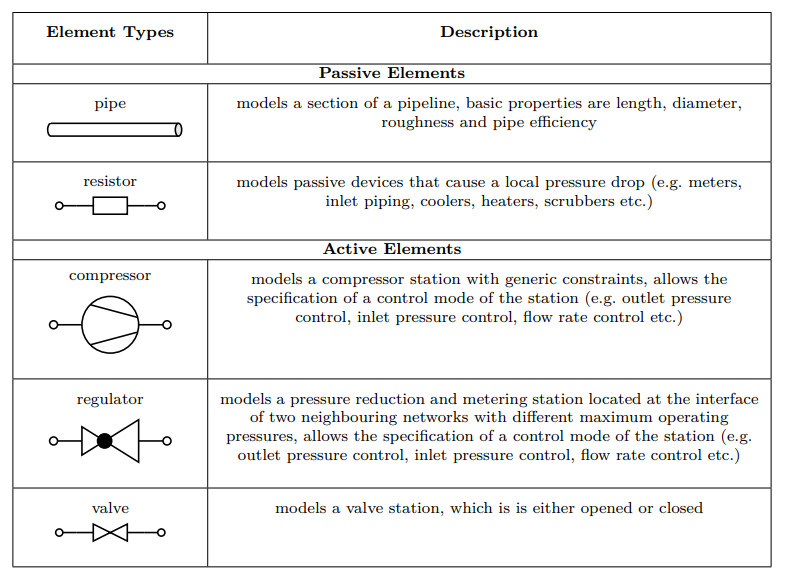 Element Types
Description
Passive Elements
pipe
models a section of a pipeline, basic properties are length, diameter,
roughness and pipe efficiency
resistor
models passive devices that cause a local pressure drop (e.g. meters,
inlet piping, coolers, heaters, scrubbers etc.)
Active Elements
compressor
models a compressor station with generic constraints, allows the
specification of a control mode of the station (e.g. outlet pressure
control, inlet pressure control, flow rate control etc.)
regulator
models a pressure reduction and metering station located at the interface
of two neighbouring networks with different maximum operating
pressures, allows the specification of a control mode of the station (e.g.
outlet pressure control, inlet pressure control, flow rate control etc.)
valve
models a valve station, which is is either opened or closed